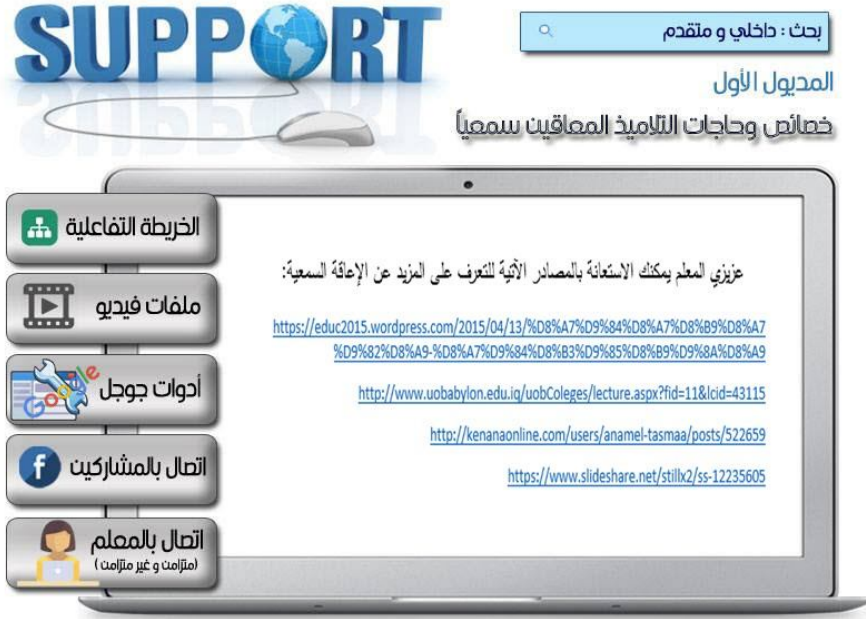 SUPPORT
بحث : داخلي و متقدم
المديول الأول
خصائص وحاجات التلاميذ المعاقين سمعياً
الخريطة التفاعلية
ملفات فيديو
أدوات جوجل
Google
اتصال بالمشاركين
f
اتصال بالمعلم
(متزامن و غير متزامن )
عزيزي المعلم يمكنك الاستعانة بالمصادر الآتية للتعرف على المزيد عن الإعاقة السمعية:
https://educ2015.wordpress.com/2015/04/13/%D8%A7%D9%84%D8%A7%D8%B9%D8%A7
%D9%82%D8%A9-%D8%A7%D9%84%D8%B3%D9%85%D8%B9%D9%8A%D8%A9
http://www.uobabylon.edu.iq/uobColeges/lecture.aspx?fid=11&lcid=43115
http://kenanaonline.com/users/anamel-tasmaa/posts/522659
https://www.slideshare.net/stillx2/ss-12235605